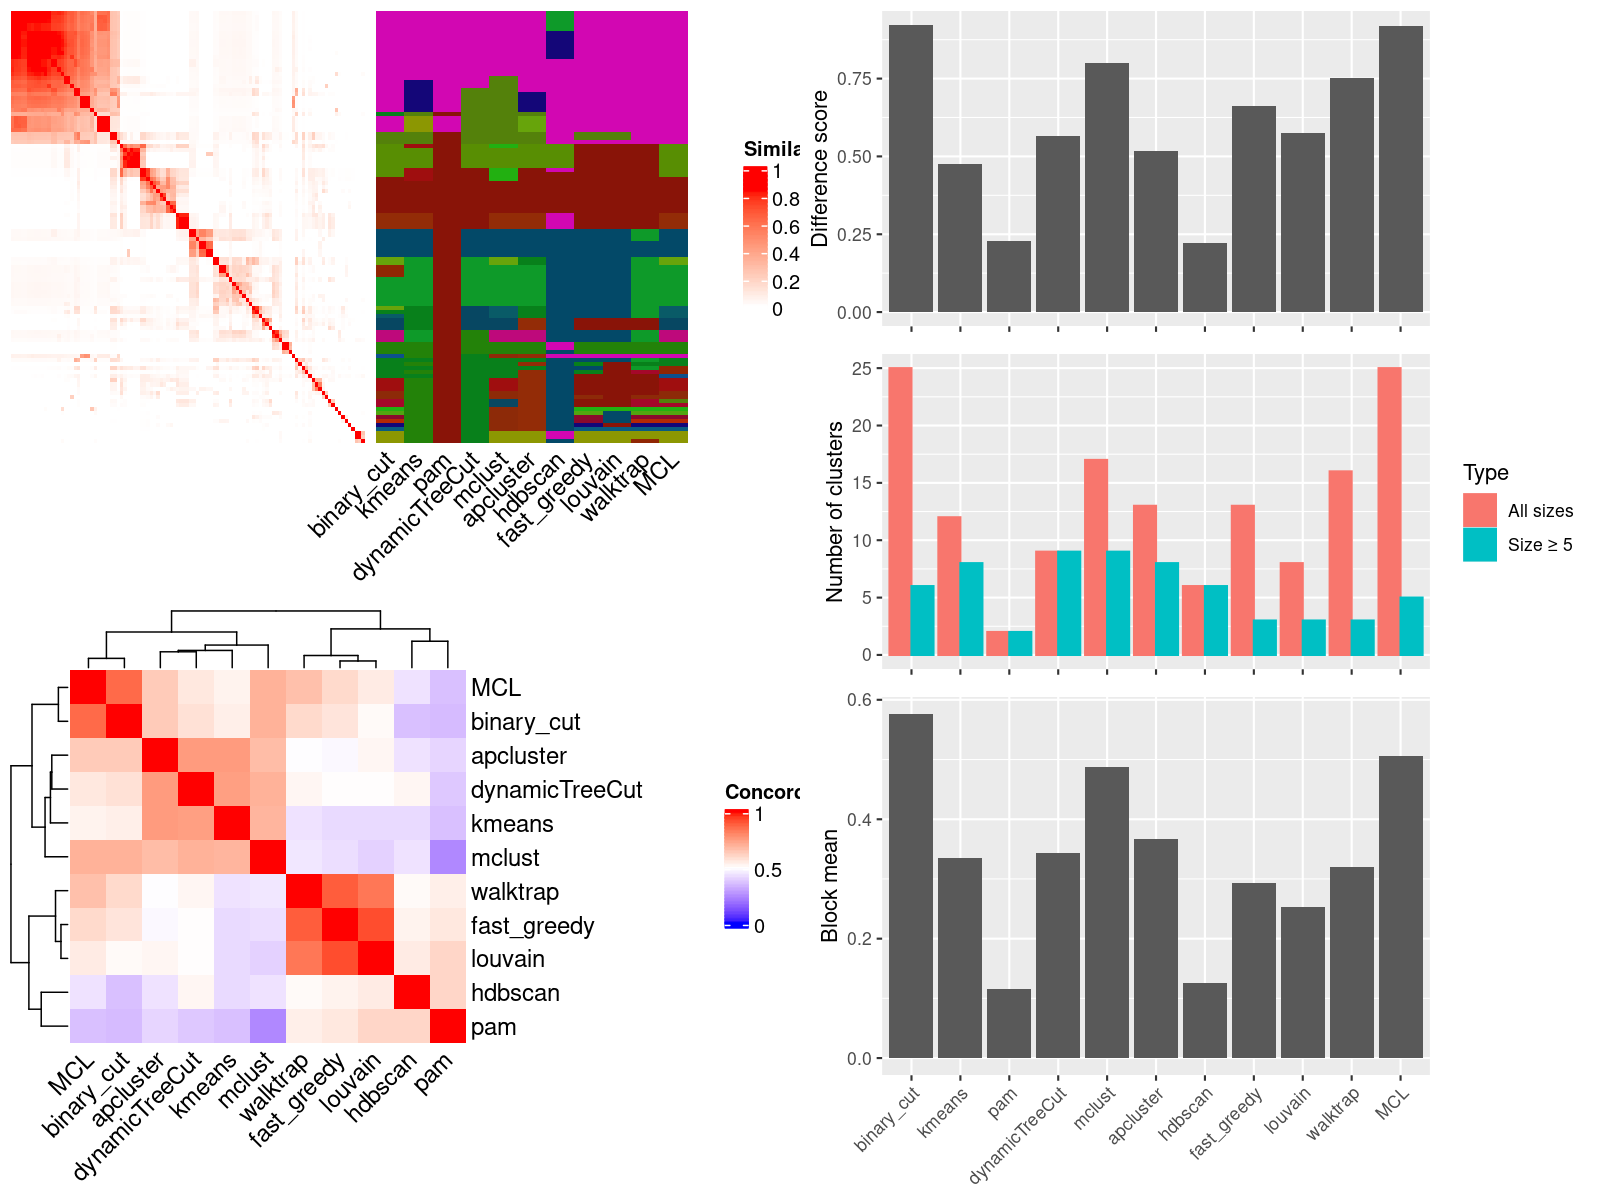 Simila
1
0.8
0.6
0.4
0.2
0
binary_cut
kmeans
pam
dynamicTreeCut
mclust
apcluster
hdbscan
fast_greedy
louvain
walktrap
MCL
Difference score
0.75
0.50
0.25
0.00
Number of clusters
25
20
15
10
5
0
Type
All sizes
Size ≥ 5
MCL
binary_cut
apcluster
dynamicTreeCut
kmeans
mclust
walktrap
fast_greedy
louvain
hdbscan
pam
MCL
binary_cut
apcluster
dynamicTreeCut
kmeans
mclust
walktrap
fast_greedy
louvain
hdbscan
pam
Concord
1
0.5
0
Block mean
0.6
0.4
0.2
0.0
binary_cut
kmeans
pam
dynamicTreeCut
mclust
apcluster
hdbscan
fast_greedy
louvain
walktrap
MCL